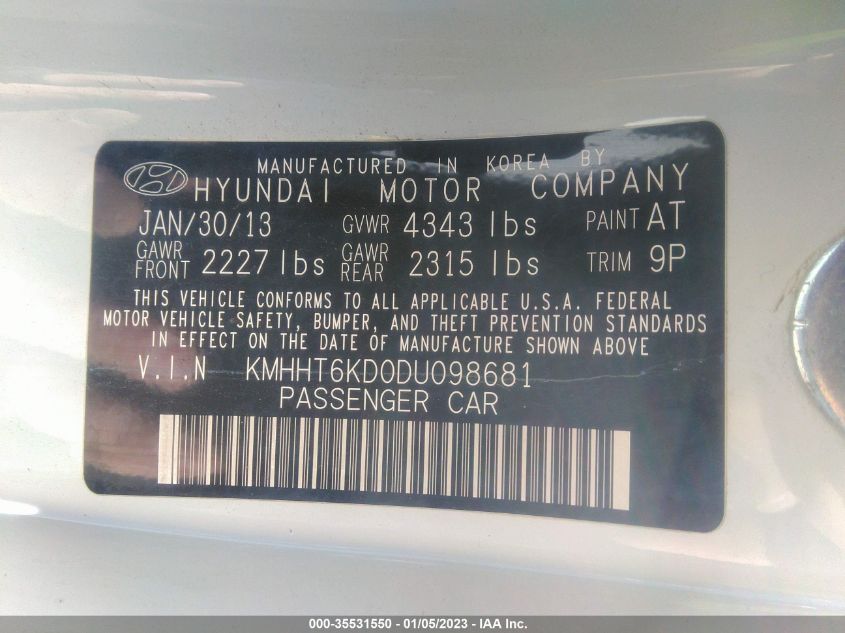 MANUFACTURED IN KOREA BY
HYUNDAI MOTOR COMPANY
JAN/30/13 GVWR 4343 lbs PAINT AT
GAWR FRONT 2227 lbs GAWR REAR 2315 lbs TRIM 9P
THIS VEHICLE CONFORMS TO ALL APPLICABLE U.S.A. FEDERAL
MOTOR VEHICLE SAFETY, BUMPER, AND THEFT PREVENTION STANDARDS
IN EFFECT ON THE DATE OF MANUFACTURE SHOWN ABOVE
V.I.N KMHHT6KD0DU098681
PASSENGER CAR
000-35531550 - 01/05/2023 - IAA Inc.